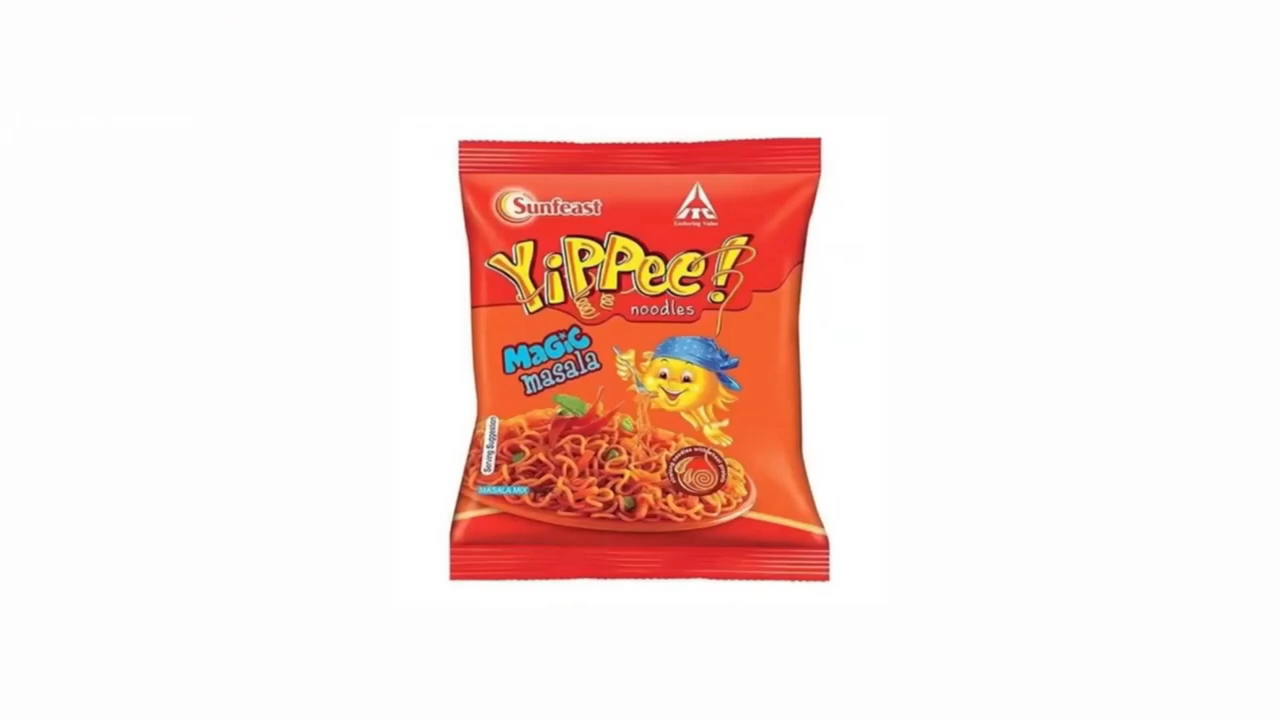 Sunfeast
ITC
Enduring Value
YiPPee!
noodles
MaGic
masala
Serving Suggestion
MASALA MIX